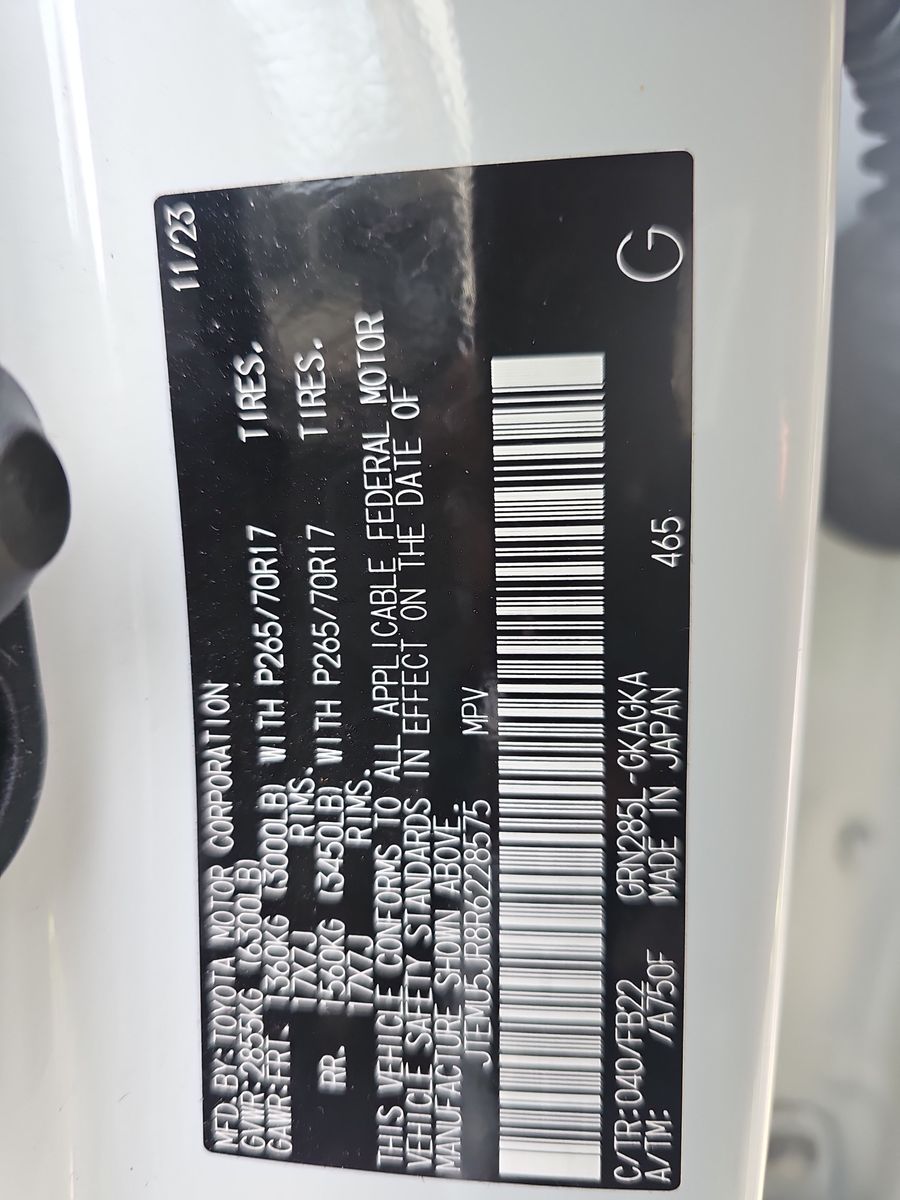 MFD. BY: TOYOTA MOTOR CORPORATION 11/23
GVWR: 2855KG (6300LB)
GAWR: FRT. 1360KG (3000LB) WITH P265/70R17 TIRES.
17X7J RIMS.
RR. 1560KG (3450LB) WITH P265/70R17 TIRES.
17X7J RIMS.
THIS VEHICLE CONFORMS TO ALL APPLICABLE FEDERAL MOTOR
VEHICLE SAFETY STANDARDS IN EFFECT ON THE DATE OF
MANUFACTURE SHOWN ABOVE.
JTEMU5JR8R6228575 MPV
C/TR: 040/FB22 GRN285L-GKAGKA G
A/TM: /A750F MADE IN JAPAN 465